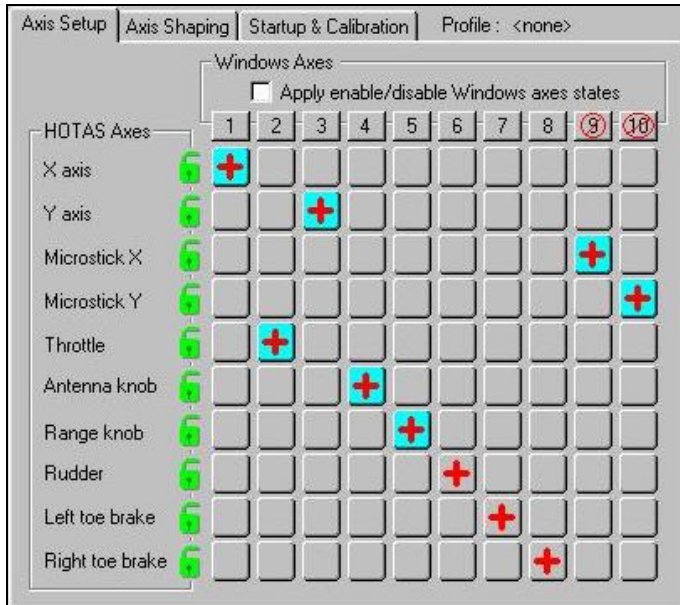 Axis Setup Axis Shaping Startup & Calibration Profile : <none>
Windows Axes
Apply enable/disable Windows axes states
HOTAS Axes 1 2 3 4 5 6 7 8 9 10
X axis
Y axis
Microstick X
Microstick Y
Throttle
Antenna knob
Range knob
Rudder
Left toe brake
Right toe brake